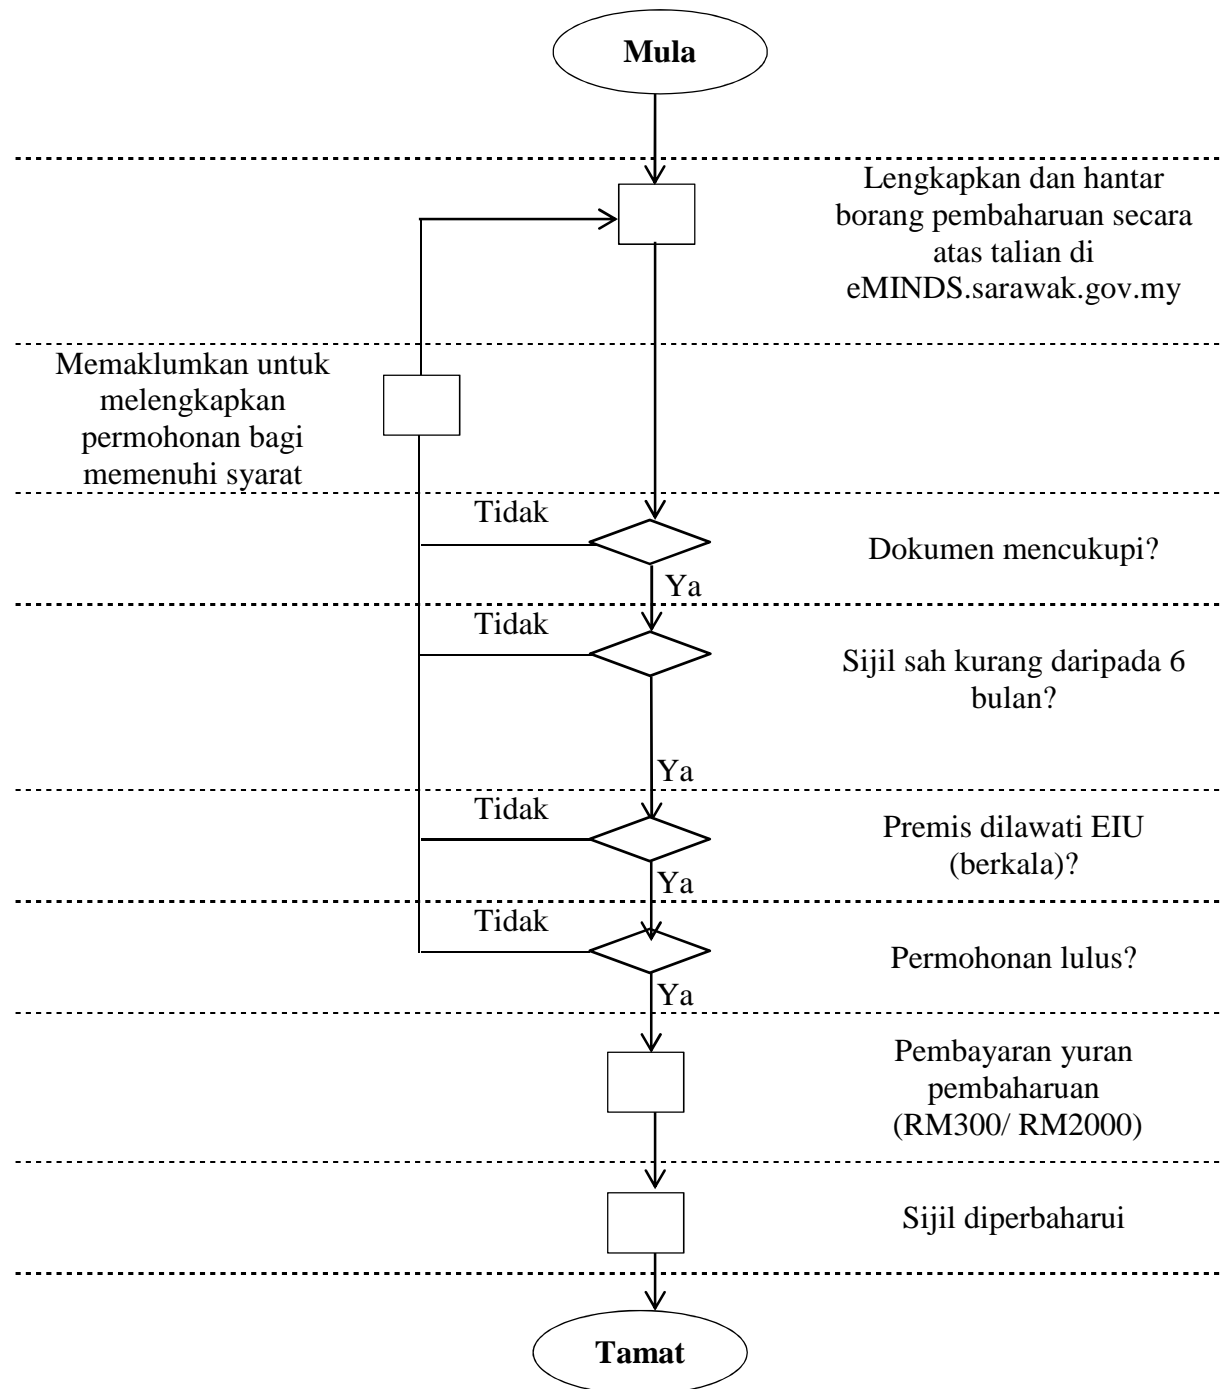 Mula
Lengkapkan dan hantar
borang pembaharuan secara
atas talian di
eMINDS.sarawak.gov.my
Memaklumkan untuk
melengkapkan
permohonan bagi
memenuhi syarat
Tidak
Dokumen mencukupi?
Ya
Tidak
Sijil sah kurang daripada 6
bulan?
Ya
Tidak
Premis dilawati EIU
(berkala)?
Ya
Tidak
Permohonan lulus?
Ya
Pembayaran yuran
pembaharuan
(RM300/ RM2000)
Sijil diperbaharui
Tamat